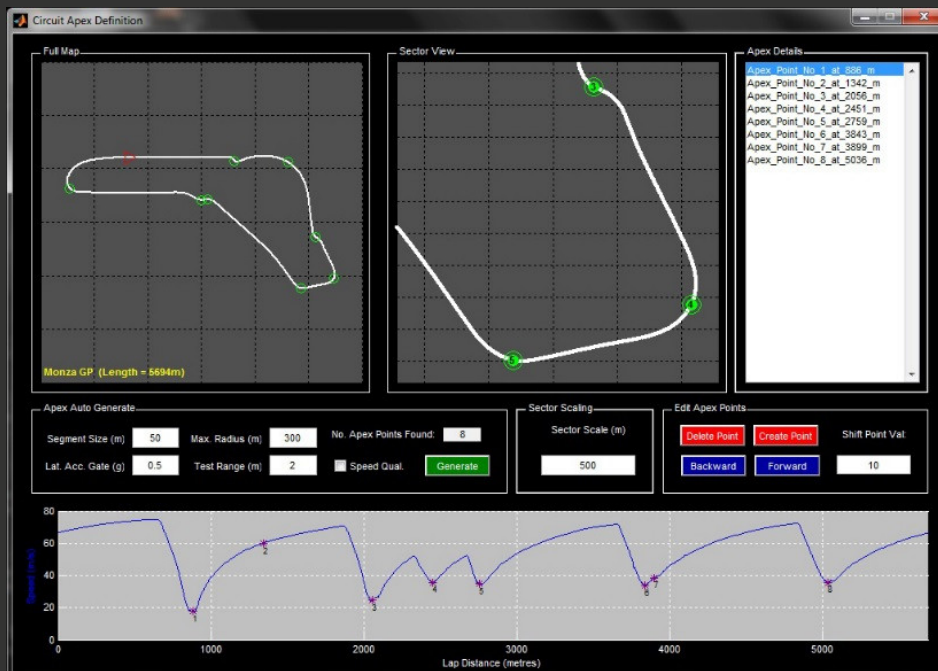 Circuit Apex Definition
Full Map
Monza GP (Length = 5694m)
Sector View
3
4
5
Apex Details
Apex_Point_No_1_at_886_m
Apex_Point_No_2_at_1342_m
Apex_Point_No_3_at_2056_m
Apex_Point_No_4_at_2451_m
Apex_Point_No_5_at_2759_m
Apex_Point_No_6_at_3843_m
Apex_Point_No_7_at_3899_m
Apex_Point_No_8_at_5036_m
Apex Auto Generate
Segment Size (m) 50 Max. Radius (m) 300 No. Apex Points Found: 8
Lat. Acc. Gate (g) 0.5 Test Range (m) 2 Speed Qual. Generate
Sector Scaling
Sector Scale (m)
500
Edit Apex Points
Delete Point Create Point Shift Point Val:
Backward Forward 10
Speed (m/s)
80
60
40
20
0
1 2 3 4 5 6 7 8
0 1000 2000 3000 4000 5000
Lap Distance (metres)